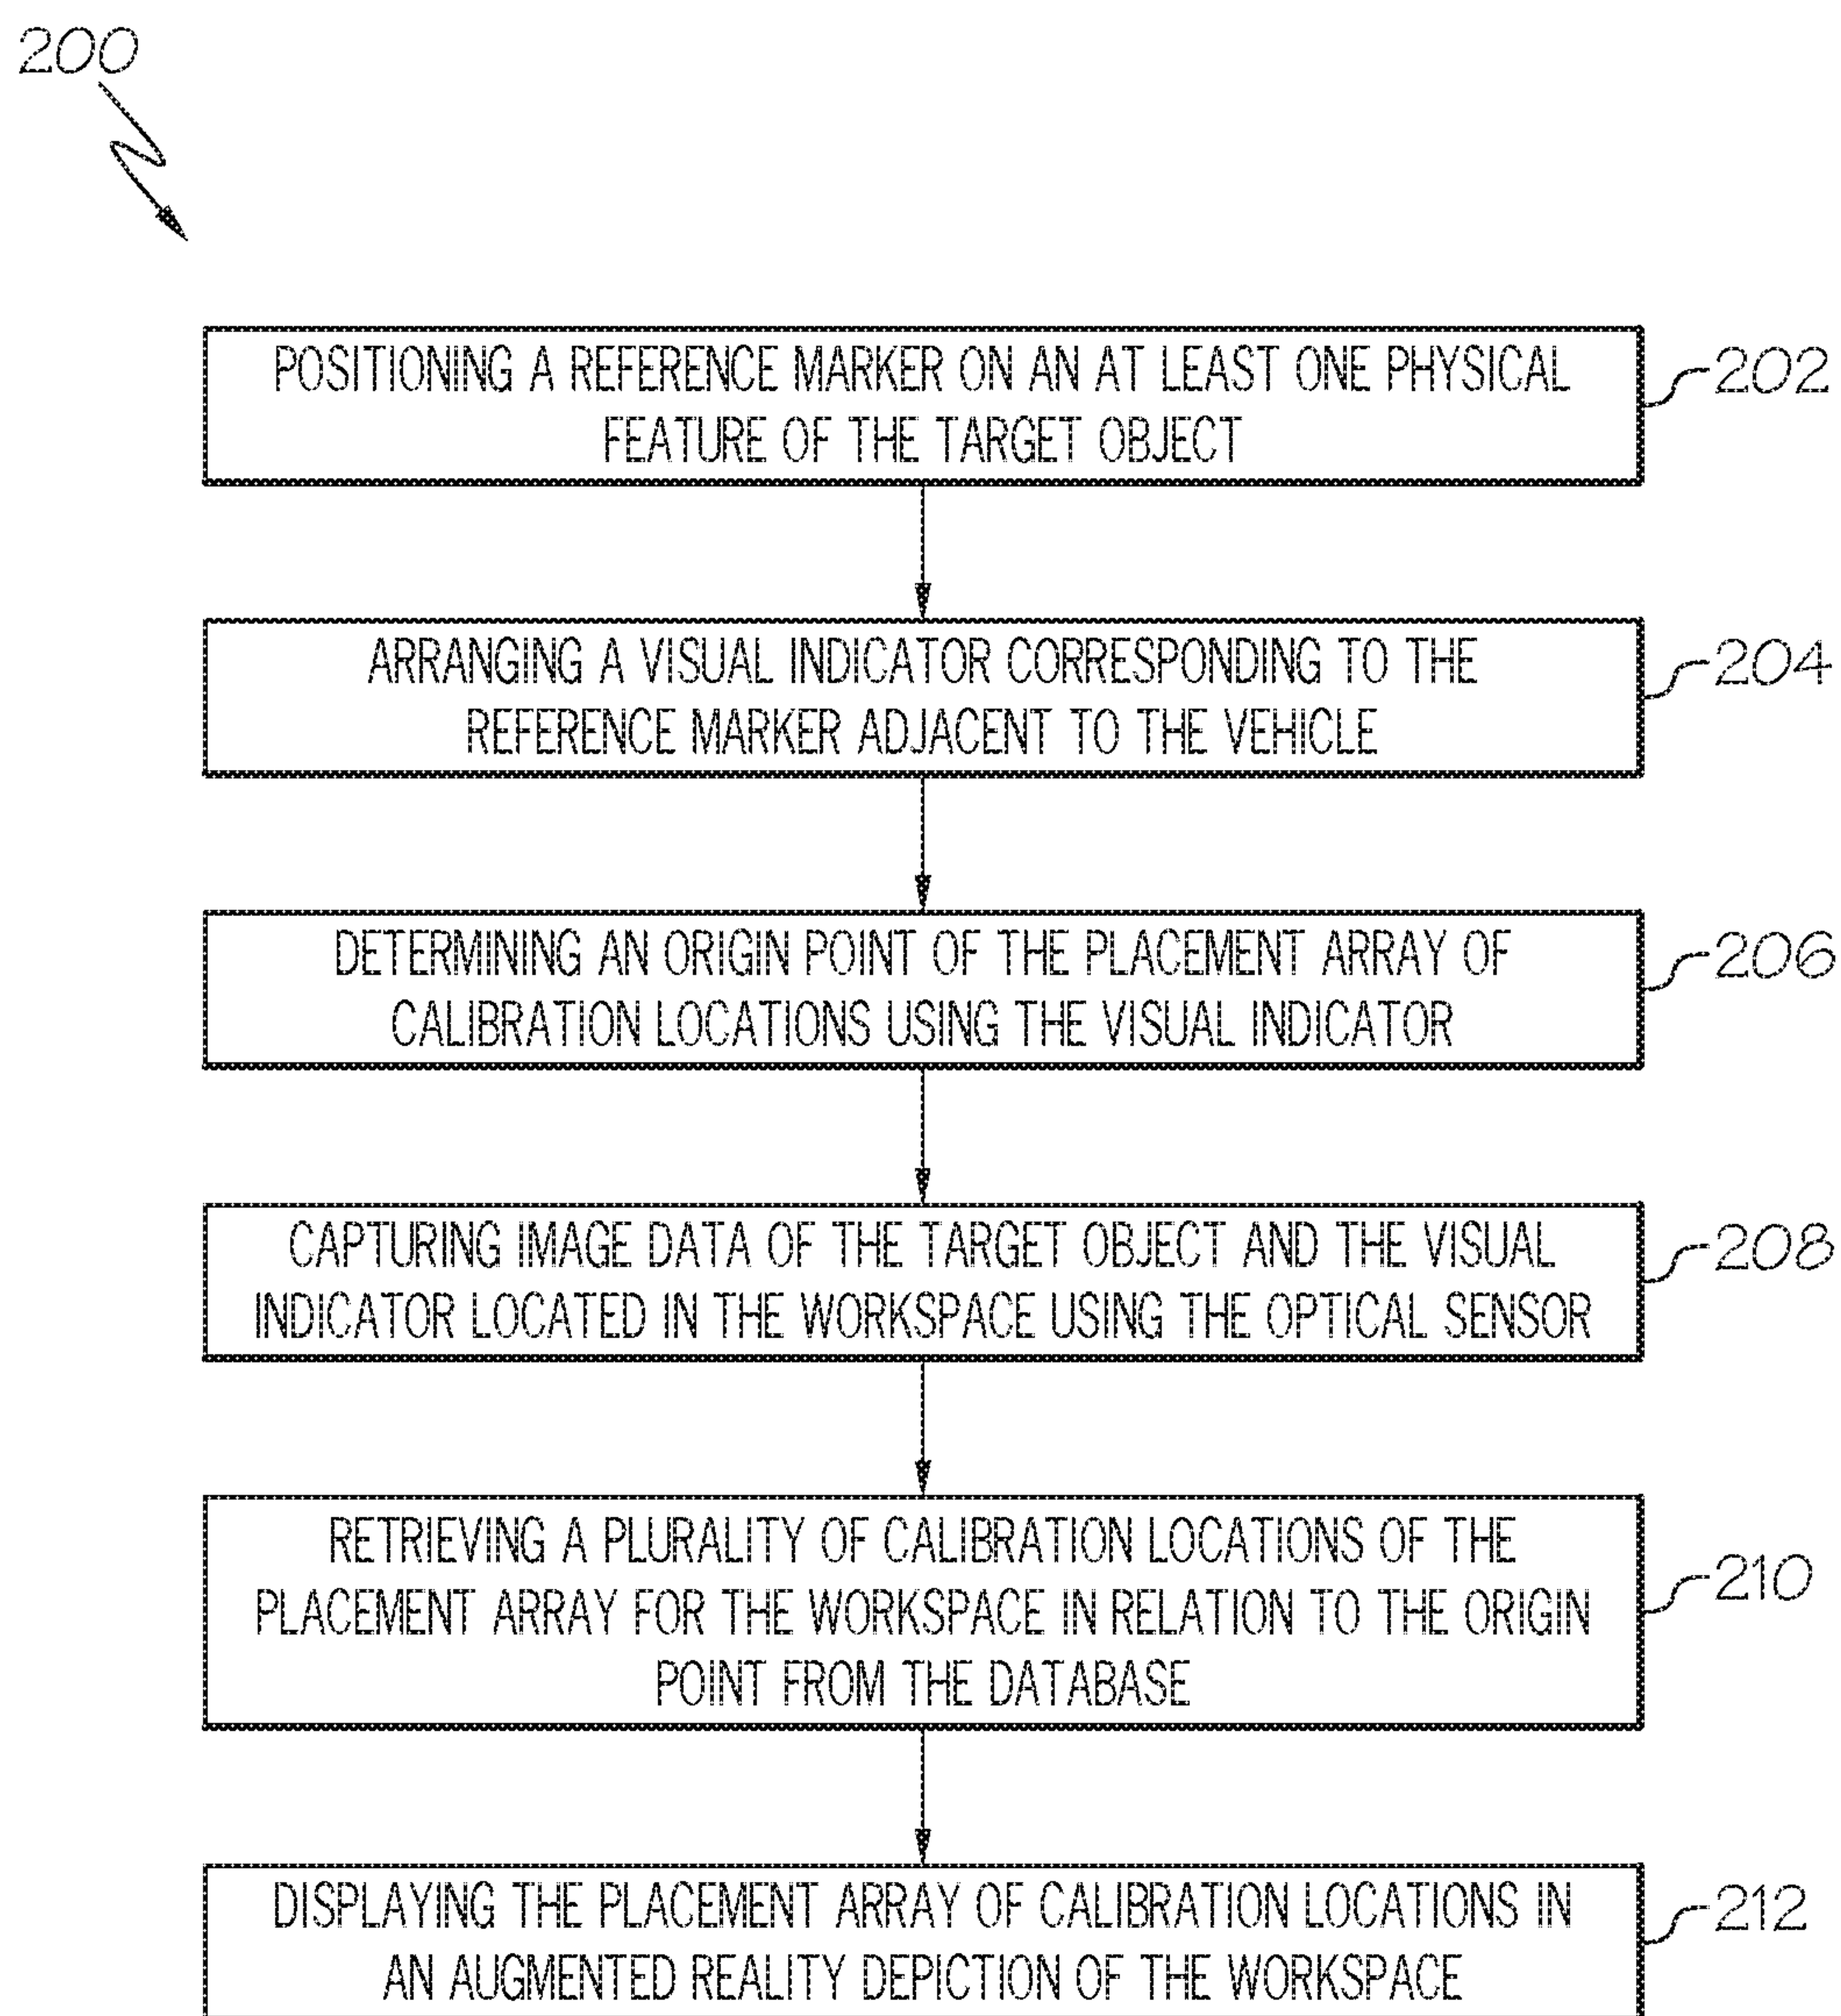 200
POSITIONING A REFERENCE MARKER ON AN AT LEAST ONE PHYSICAL
FEATURE OF THE TARGET OBJECT
202
ARRANGING A VISUAL INDICATOR CORRESPONDING TO THE
REFERENCE MARKER ADJACENT TO THE VEHICLE
204
DETERMINING AN ORIGIN POINT OF THE PLACEMENT ARRAY OF
CALIBRATION LOCATIONS USING THE VISUAL INDICATOR
206
CAPTURING IMAGE DATA OF THE TARGET OBJECT AND THE VISUAL
INDICATOR LOCATED IN THE WORKSPACE USING THE OPTICAL SENSOR
208
RETRIEVING A PLURALITY OF CALIBRATION LOCATIONS OF THE
PLACEMENT ARRAY FOR THE WORKSPACE IN RELATION TO THE ORIGIN
POINT FROM THE DATABASE
210
DISPLAYING THE PLACEMENT ARRAY OF CALIBRATION LOCATIONS IN
AN AUGMENTED REALITY DEPICTION OF THE WORKSPACE
212